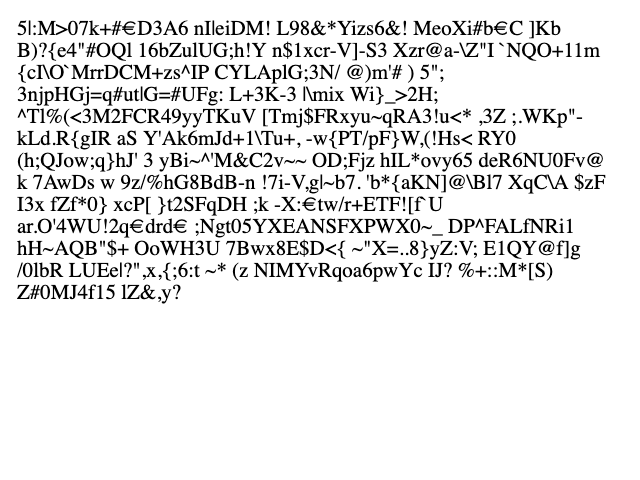 5|:M>07k+#€D3A6 nI|eiDM! L98&*Yizs6&! MeoXi#b€C ]Kb
B)?{e4"#OQl 16bZulUG;h!Y n$1xcr-V]-S3 Xzr@a-\Z"I`NQO+11m
{cI\O`MrrDCM+zs^IP CYLAplG;3N/ @)m'# ) 5";
3njpHGj=q#ut|G=#UFg: L+3K-3 |\mix Wi}_>2H;
^Tl%(<3M2FCR49yyTKuV [Tmj$FRxyu~qRA3!u<* ,3Z ;.WKp"-
kLd.R{gIR aS Y'Ak6mJd+1\Tu+, -w{PT/pF}W,(!Hs< RY0
(h;QJow;q}hJ' 3 yBi~^'M&C2v~~ OD;Fjz hIL*ovy65 deR6NU0Fv@
k 7AwDs w 9z/%hG8BdB-n !7i-V,g|~b7. 'b*{aKN]@\Bl7 XqC\A $zF
I3x fZf*0} xcP[ }t2SFqDH ;k -X:€tw/r+ETF![f`U
ar.O'4WU!2q€drd€ ;Ngt05YXEANSFXPWX0~_ DP^FALfNRi1
hH~AQB"$+ OoWH3U 7Bwx8E$D<{ ~"X=..8}yZ:V; E1QY@f]g
/0lbR LUEe|?",x,{;6:t ~* (z NIMYvRqoa6pwYc IJ? %+::M*[S)
Z#0MJ4f15 lZ&,y?